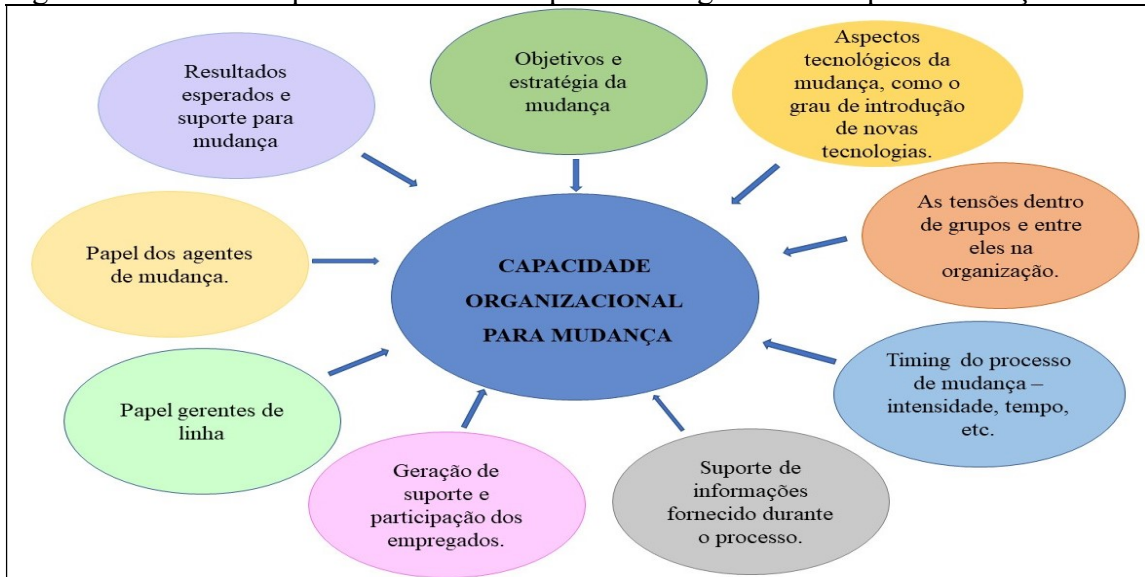 Objetivos e
estratégia da
mudança
Aspectos
tecnológicos da
mudança, como o
grau de introdução
de novas
tecnologias.
As tensões dentro
de grupos e entre
eles na
organização.
Timing do processo
de mudança –
intensidade, tempo,
etc.
Suporte de
informações
fornecido durante
o processo.
Geração de
suporte e
participação dos
empregados.
Papel gerentes de
linha
Papel dos agentes
de mudança.
Resultados
esperados e
suporte para
mudança
CAPACIDADE
ORGANIZACIONAL
PARA MUDANÇA